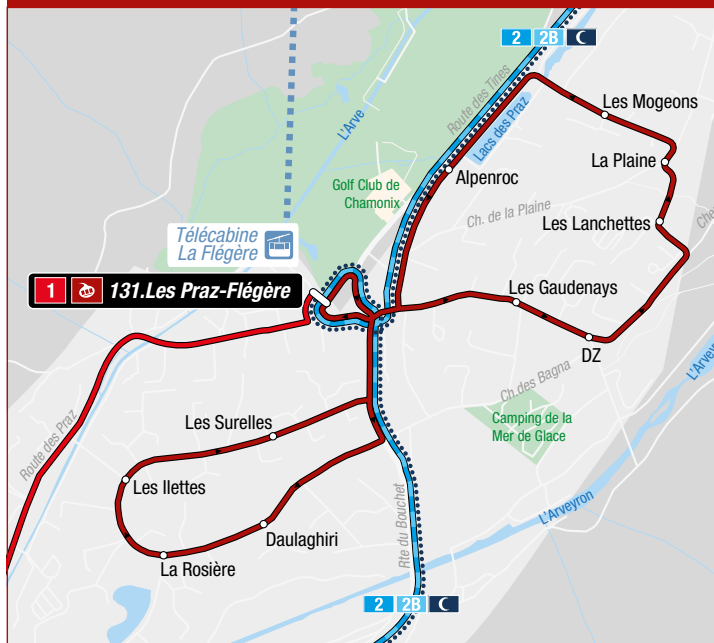 2 2B
Route des Tines
L'Arve
Lacs des Praz
Les Mogeons
La Plaine
Alpenroc
Golf Club de
Chamonix
Ch. de la Plaine
Les Lanchettes
Che
Télécabine
La Flégère
1 131.Les Praz-Flégère
Les Gaudenays
DZ
L'Arveyr
Ch.des Bagna
Route des Praz
Les Surelles
Camping de la
Mer de Glace
Les Ilettes
Rte du Bouchet
L'Arveyron
Daulaghiri
La Rosière
2 2B